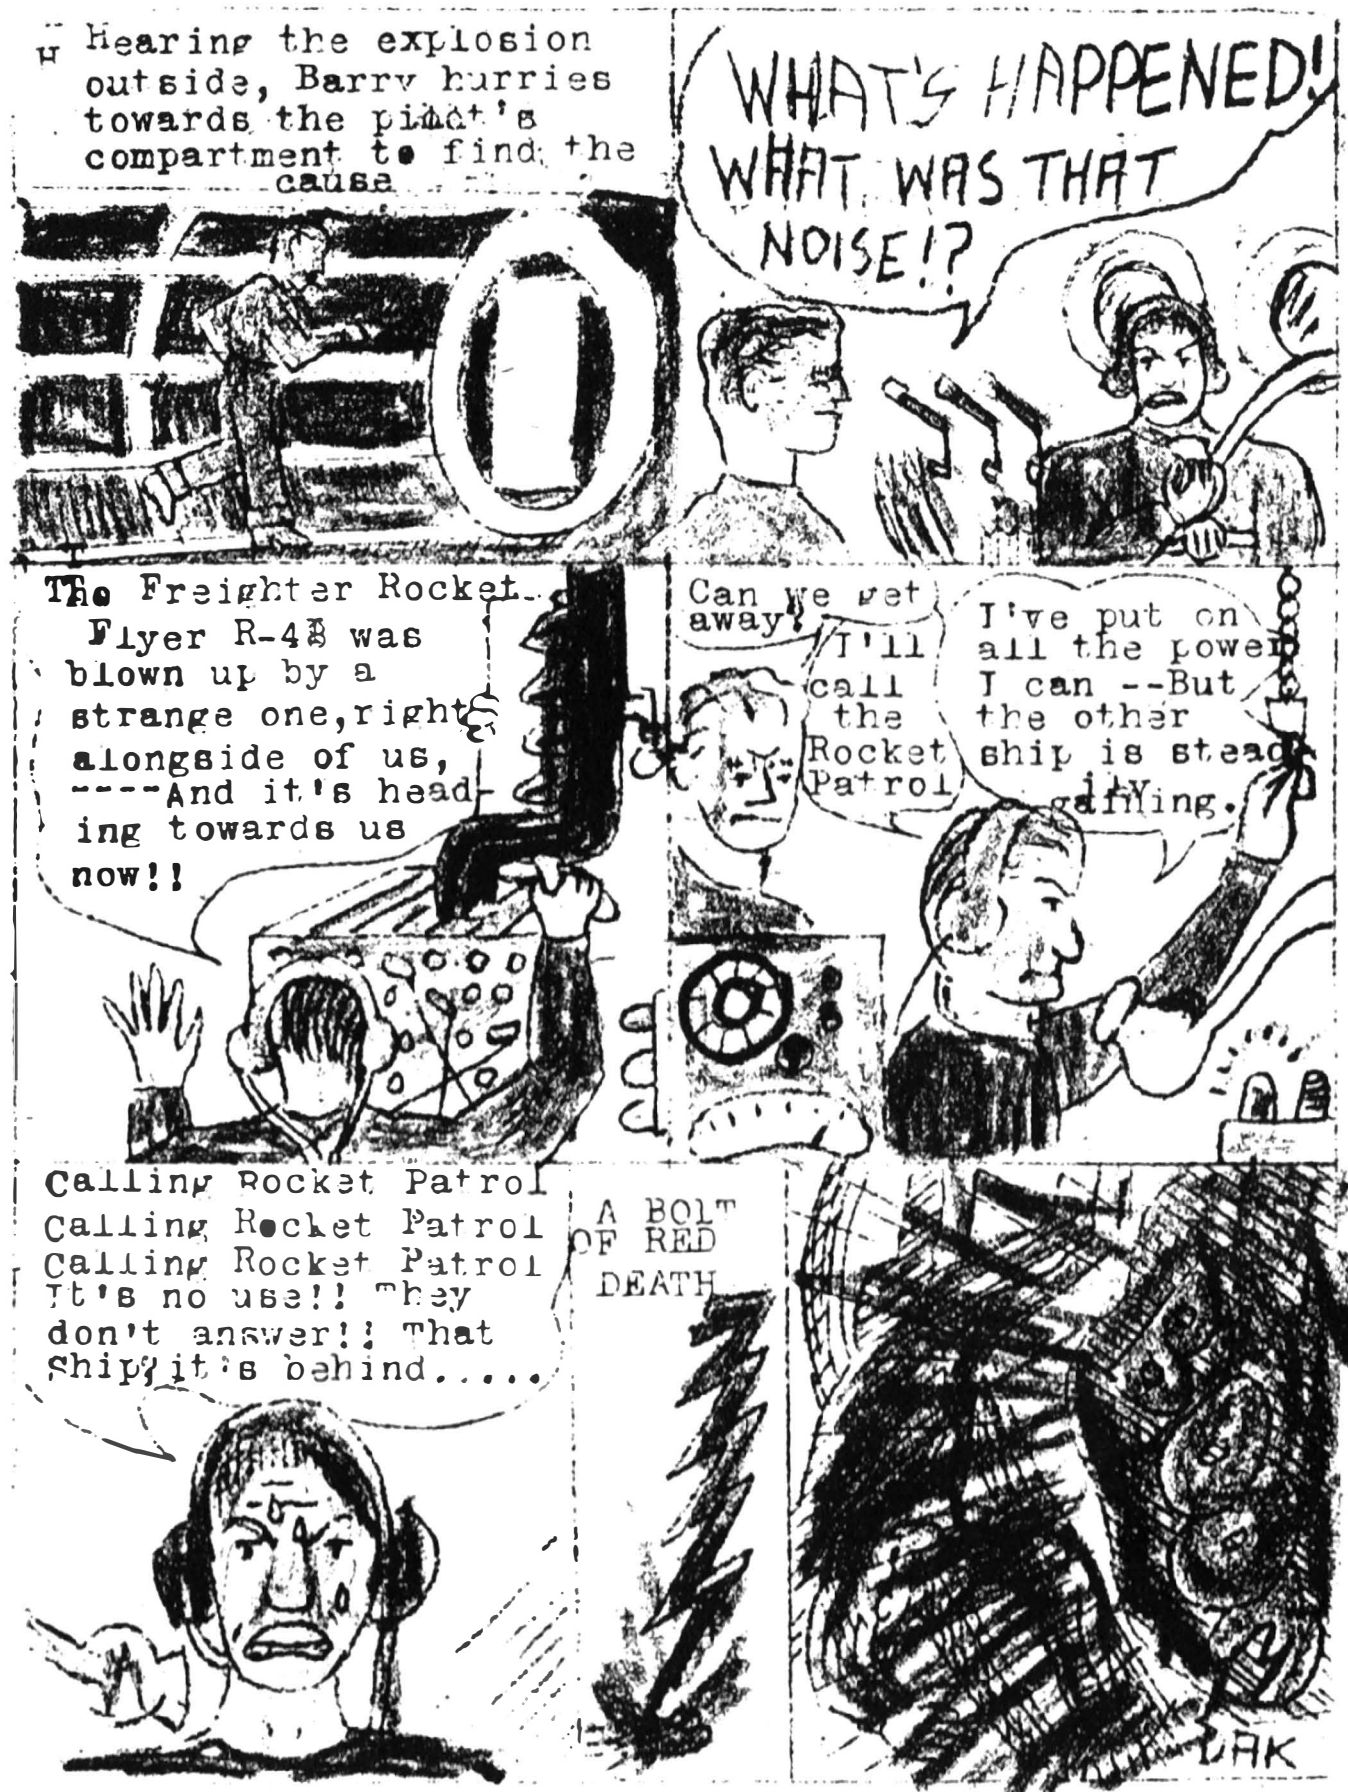 Hearing the explosion
outside, Barry hurries
towards the pilot's
compartment to find the
cause
WHAT'S HAPPENED!
WHAT WAS THAT
NOISE!?
The Freighter Rocket
Flyer R-4B was
blown up by a
strange one, right
alongside of us,
----And it's head-
ing towards us
now!!
Can we get
away?
I'll
call
the
Rocket
Patrol
I've put on
all the power
I can --But
the other
ship is stead
ily
gaining.
Calling Rocket Patrol
Calling Rocket Patrol
Calling Rocket Patrol
It's no use!! They
don't answer!! That
Ship, it's behind.....
A BOLT
OF RED
DEATH
DAK